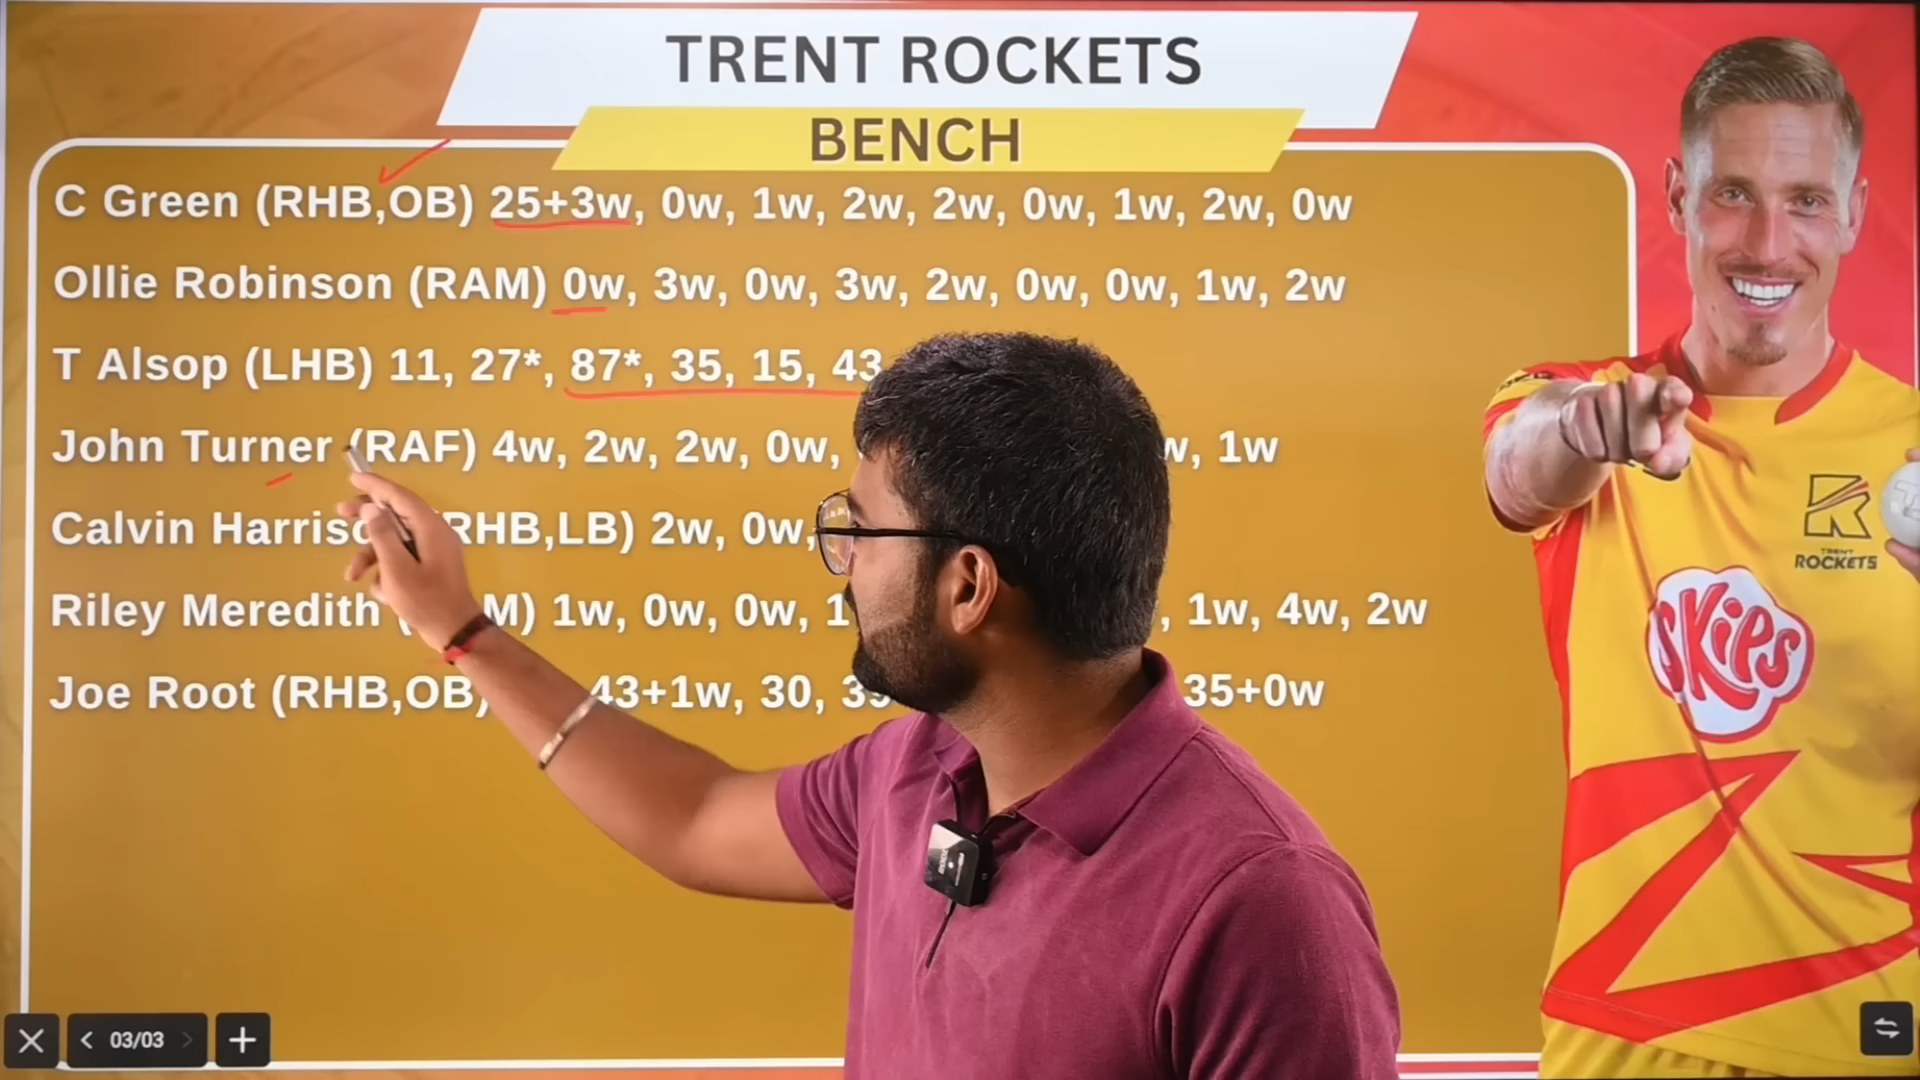 TRENT ROCKETS
BENCH
C Green (RHB,OB) 25+3w, 0w, 1w, 2w, 2w, 0w, 1w, 2w, 0w
Ollie Robinson (RAM) 0w, 3w, 0w, 3w, 2w, 0w, 0w, 1w, 2w
T Alsop (LHB) 11, 27*, 87*, 35, 15, 43
John Turner (RAF) 4w, 2w, 2w, 0w, 1w
Calvin RHB,LB) 2w, 0w,
Riley Meredith 1w, 0w, 0w, 1w, 4w, 2w
Joe Root (RHB,OB) 43+1w, 30, 35+0w
TRENT
ROCKETS
SKips
03/03